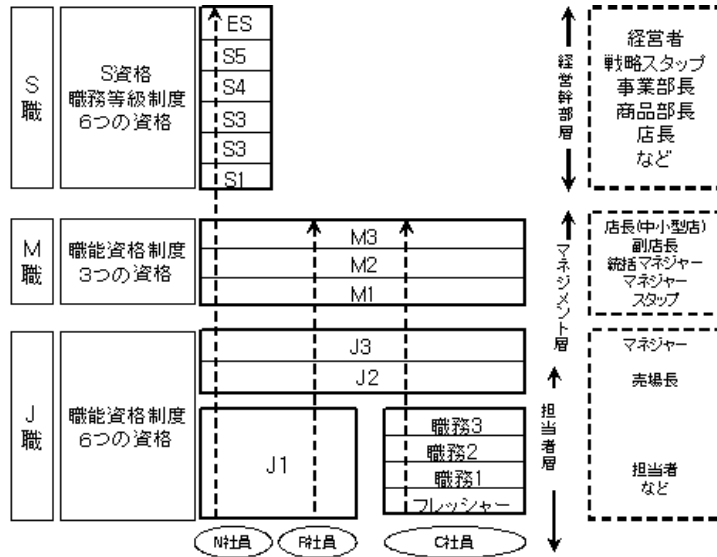 S
職
S資格
職務等級制度
6つの資格
ES
S5
S4
S3
S3
S1
経営幹部層
経営者
戦略スタッフ
事業部長
商品部長
店長
など
M
職
職能資格制度
3つの資格
M3
M2
M1
マネジメント層
店長(中小型店)
副店長
統括マネジャー
マネジャー
スタッフ
J
職
職能資格制度
6つの資格
J3
J2
J1
職務3
職務2
職務1
フレッシャー
担当者層
マネジャー
売場長
担当者
など
N社員
R社員
C社員